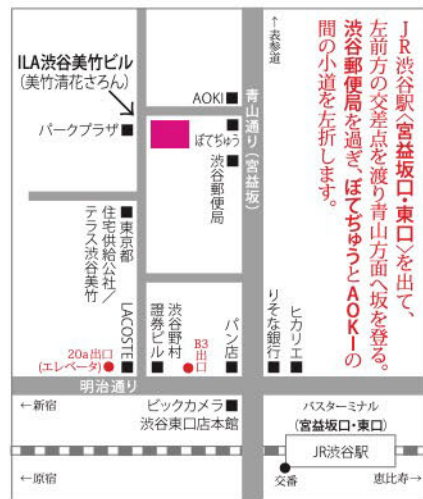 JR渋谷駅〈宮益坂口・東口〉を出て、
左前方の交差点を渡り青山方面へ坂を登る。
渋谷郵便局を過ぎ、ぼてぢゅうとAOKIの
間の小道を左折します。
←表参道
ILA渋谷美竹ビル
(美竹清花さろん)
AOKI
青山通り(宮益坂)
パークプラザ
ぼてぢゅう
渋谷郵便局
東京都
住宅供給公社/
テラス渋谷美竹
LACOSTE
渋谷野村
證券ビル
B3
出口
パン店
りそな銀行
ヒカリエ
20a出口
(エレベータ)
明治通り
←新宿
ビックカメラ
渋谷東口店本館
バスターミナル
(宮益坂口・東口)
JR渋谷駅
←原宿
交番
恵比寿→